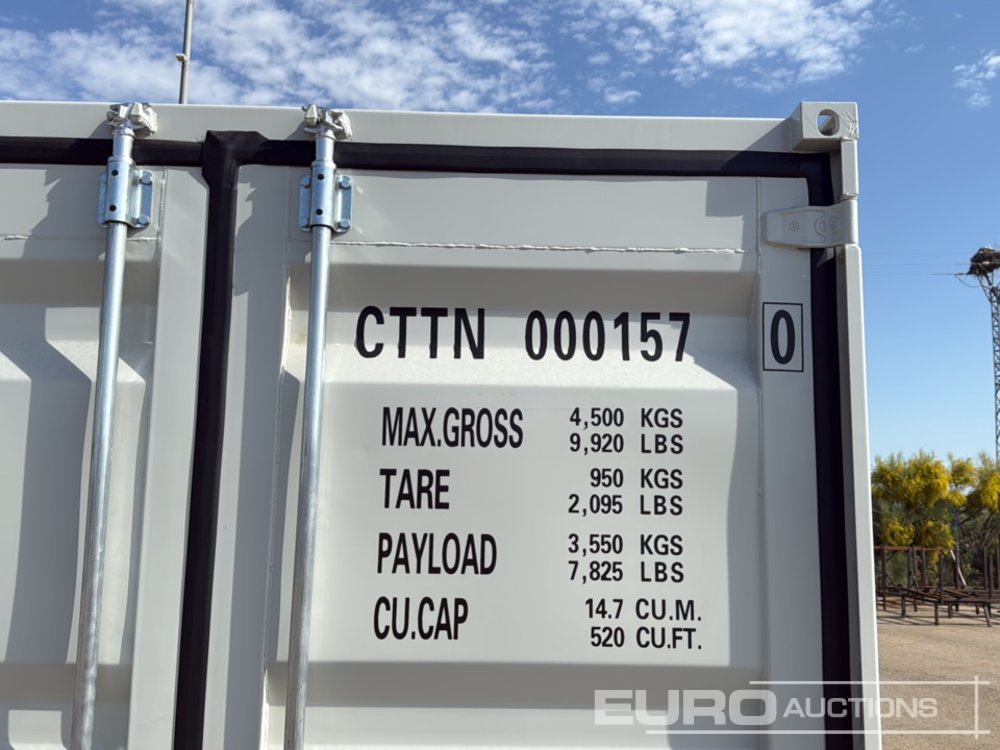 CTTN 000157 0
MAX.GROSS 4,500 KGS
9,920 LBS
TARE 950 KGS
2,095 LBS
PAYLOAD 3,550 KGS
7,825 LBS
CU.CAP 14.7 CU.M.
520 CU.FT.
EURO AUCTIONS